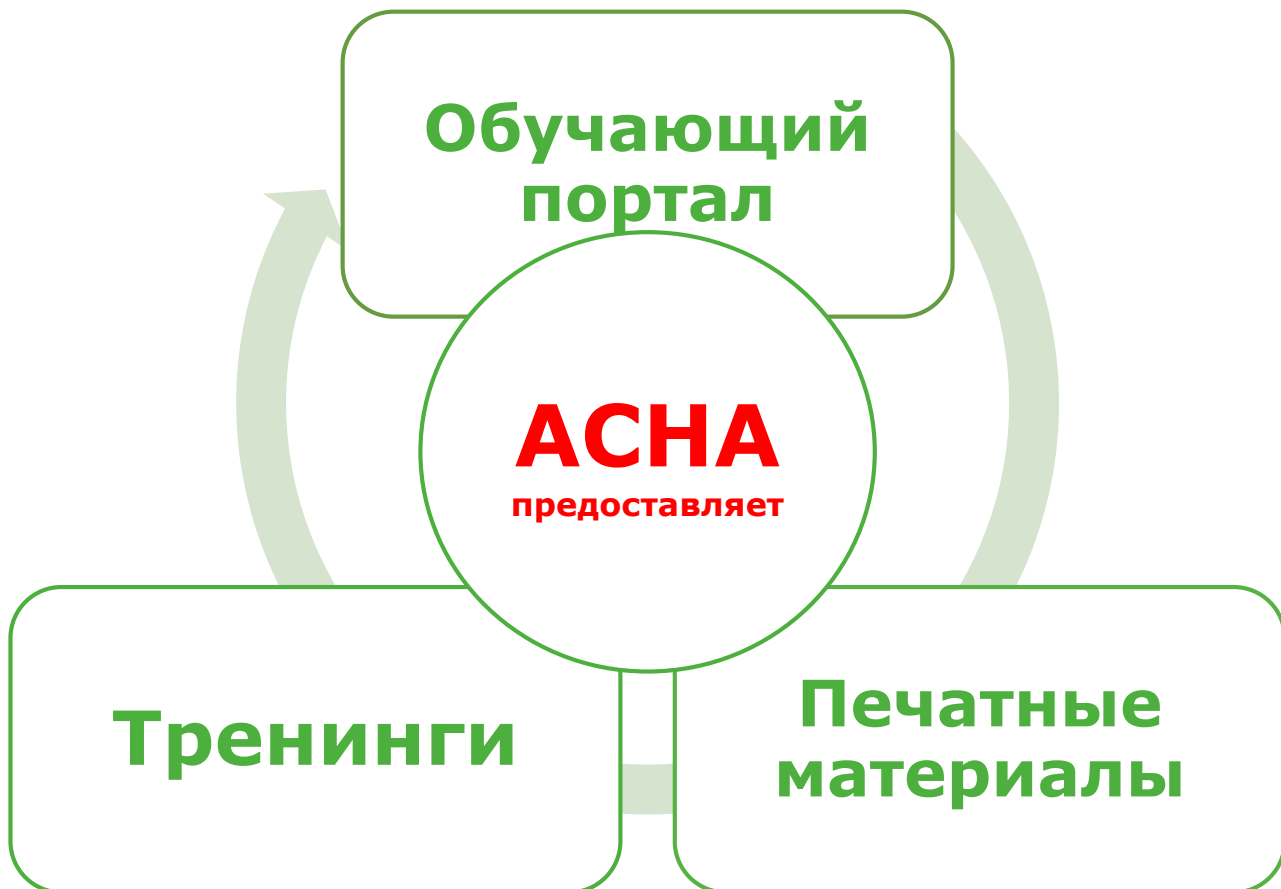 Обучающий
портал
АСНА
предоставляет
Тренинги
Печатные
материалы